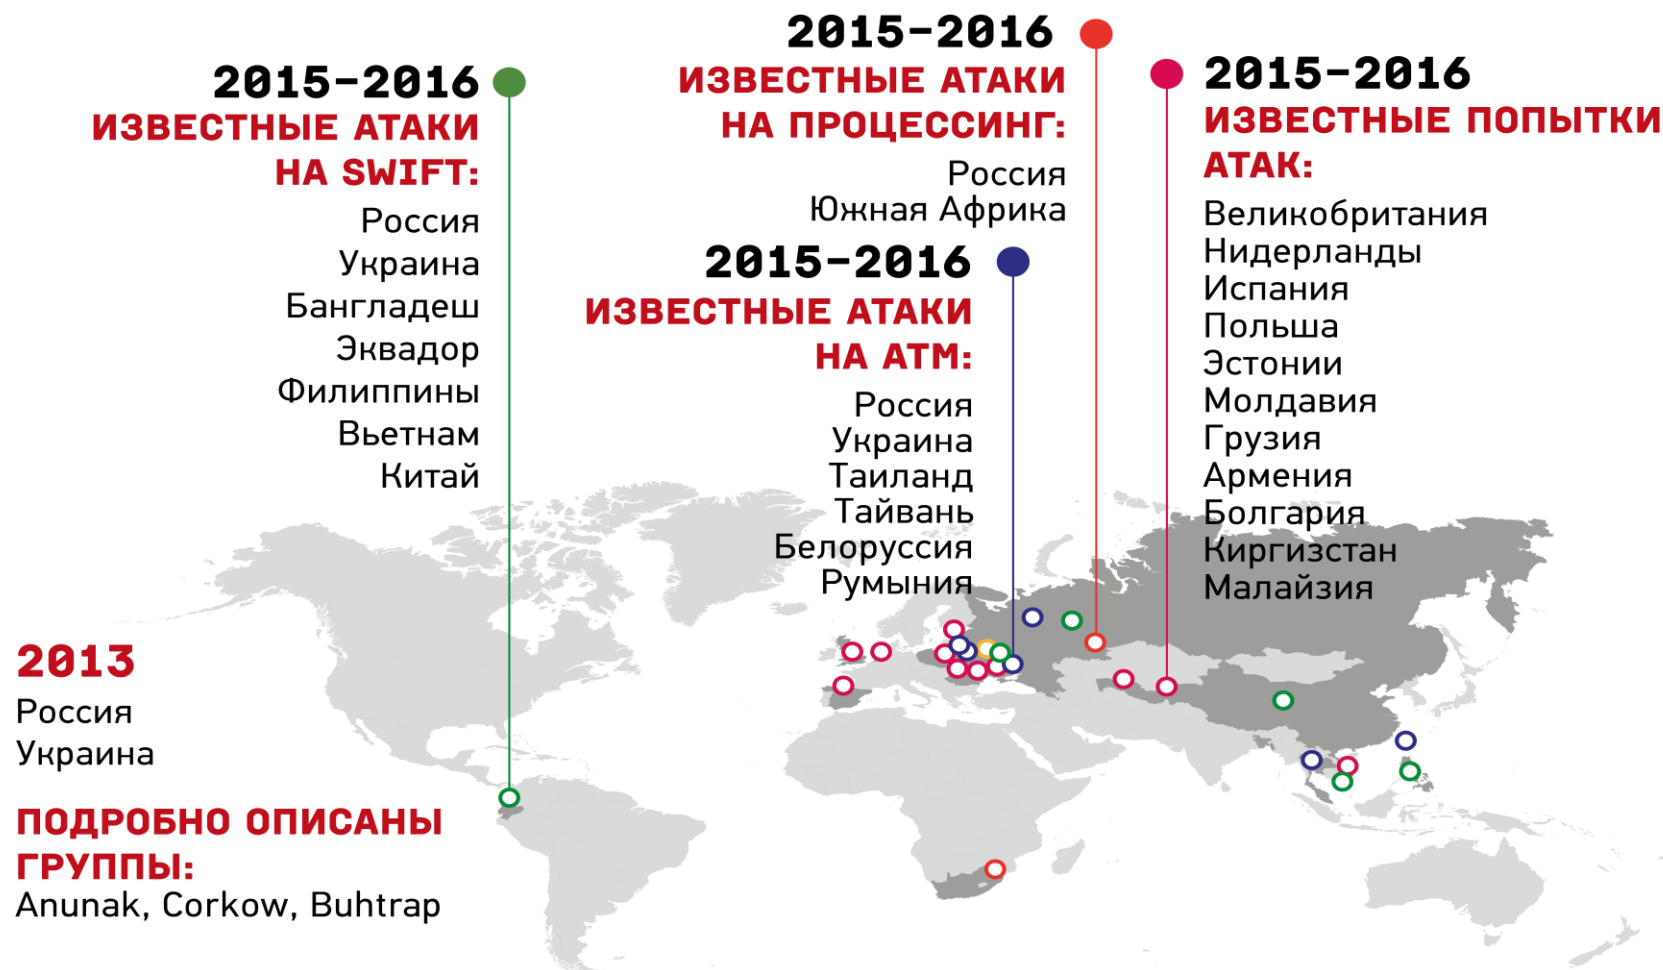 2015–2016
ИЗВЕСТНЫЕ АТАКИ
НА SWIFT:
Россия
Украина
Бангладеш
Эквадор
Филиппины
Вьетнам
Китай
2015–2016
ИЗВЕСТНЫЕ АТАКИ
НА ПРОЦЕССИНГ:
Россия
Южная Африка
2015–2016
ИЗВЕСТНЫЕ АТАКИ
НА ATM:
Россия
Украина
Таиланд
Тайвань
Белоруссия
Румыния
2015–2016
ИЗВЕСТНЫЕ ПОПЫТКИ
АТАК:
Великобритания
Нидерланды
Испания
Польша
Эстонии
Молдавия
Грузия
Армения
Болгария
Киргизстан
Малайзия
2013
Россия
Украина
ПОДРОБНО ОПИСАНЫ
ГРУППЫ:
Anunak, Corkow, Buhtrap